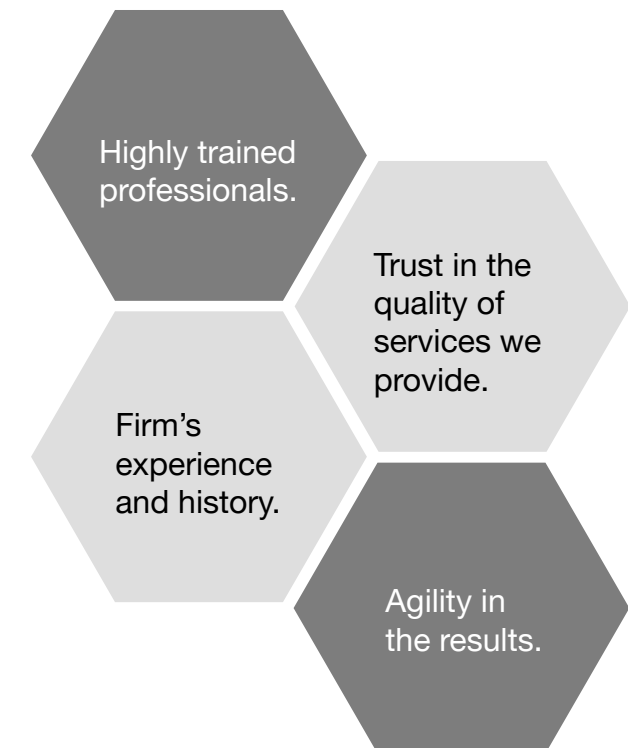 Highly trained
professionals.
Trust in the
quality of
services we
provide.
Firm’s
experience
and history.
Agility in
the results.